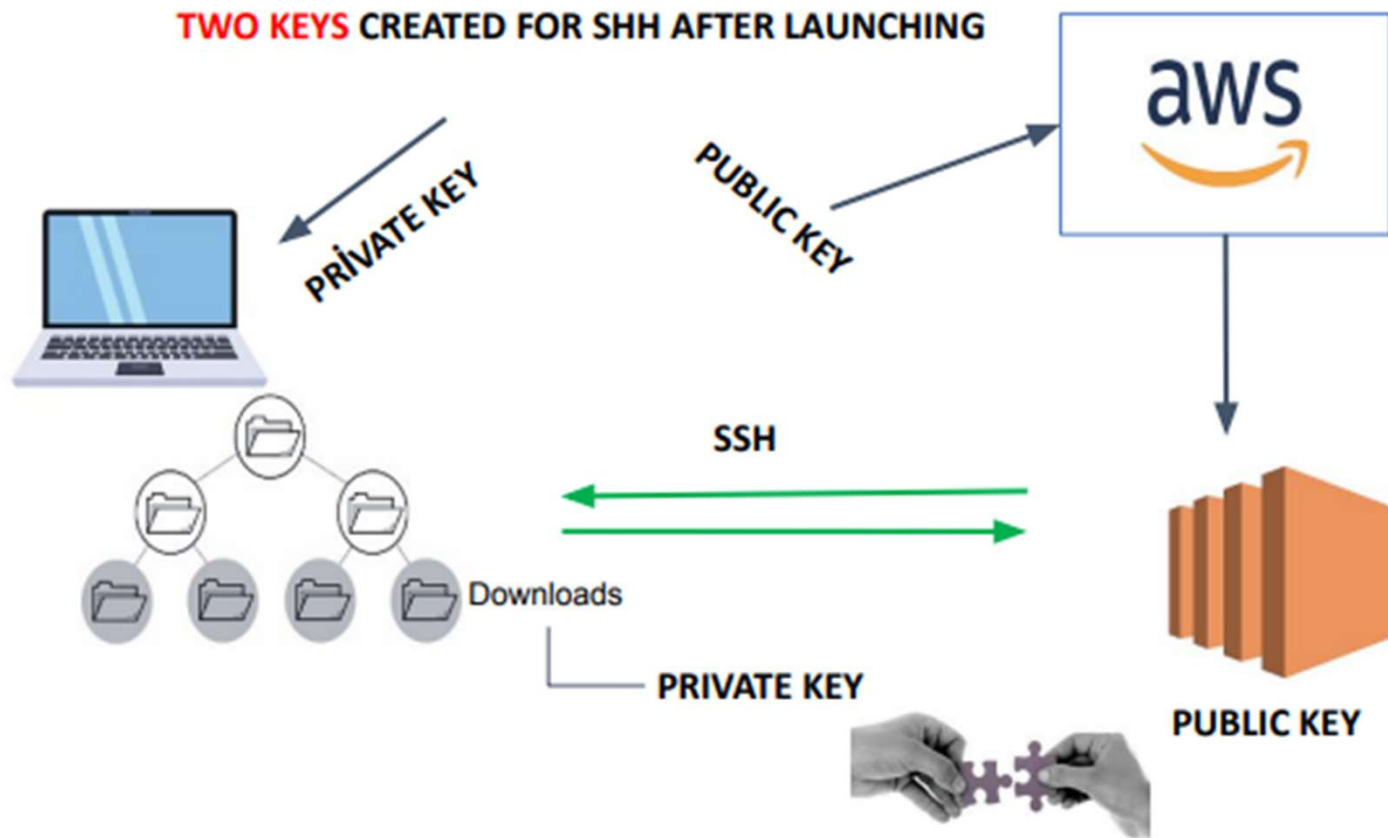 TWO KEYS CREATED FOR SHH AFTER LAUNCHING
aws
PRİVATE KEY
PUBLIC KEY
SSH
Downloads
PRIVATE KEY
PUBLIC KEY